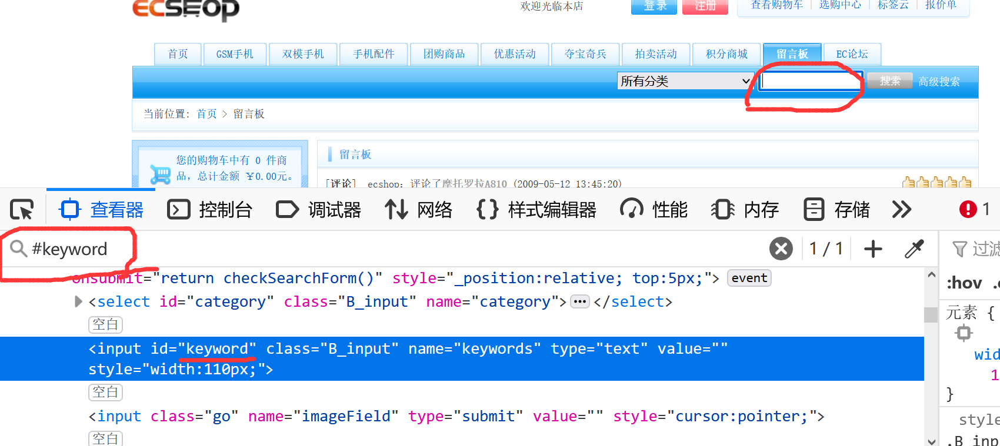 ECSHOP
欢迎光临本店
登录 注册
查看购物车 | 选购中心 | 标签云 | 报价单
首页 GSM手机 双模手机 手机配件 团购商品 优惠活动 夺宝奇兵 拍卖活动 积分商城 留言板 EC论坛
所有分类 搜索 高级搜索
当前位置: 首页 > 留言板
您的购物车中有 0 件商
品，总计金额 ￥0.00元。
留言板
[评论] ecshop: 评论了摩托罗拉A810 (2009-05-12 13:45:20)
查看器 控制台 调试器 网络 样式编辑器 性能 内存 存储 1
#keyword 1 / 1 过滤
onsubmit="return checkSearchForm()" style="_position:relative; top:5px;"> event
<select id="category" class="B_input" name="category"> ••• </select>
空白
<input id="keyword" class="B_input" name="keywords" type="text" value=""
style="width:110px;">
空白
<input class="go" name="imageField" type="submit" value="" style="cursor:pointer;">
空白
:hov
元素 {
wid
1
}
style
.B_inp